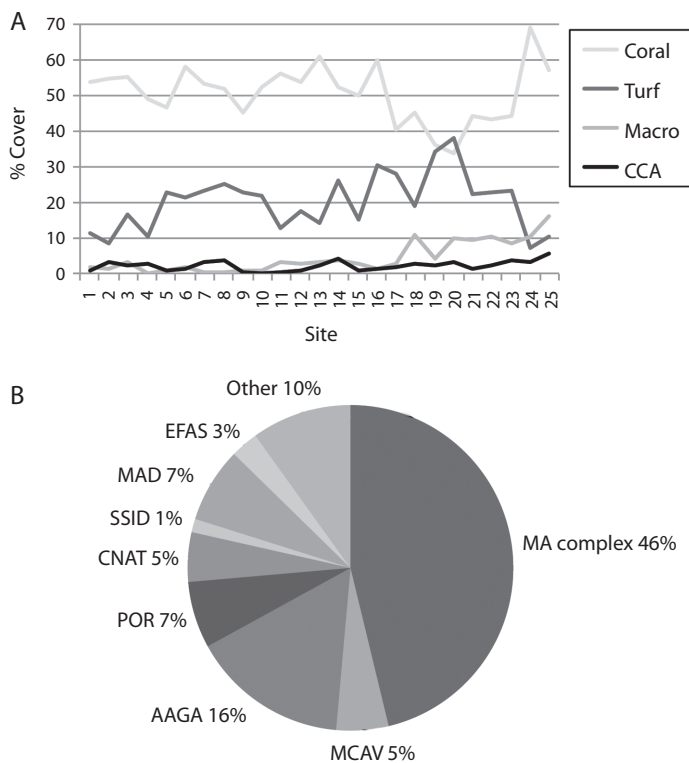 A
% Cover
70
60
50
40
30
20
10
0
1 2 3 4 5 6 7 8 9 10 11 12 13 14 15 16 17 18 19 20 21 22 23 24 25
Site
Coral
Turf
Macro
CCA
B
Other 10%
EFAS 3%
MAD 7%
SSID 1%
CNAT 5%
POR 7%
AAGA 16%
MCAV 5%
MA complex 46%